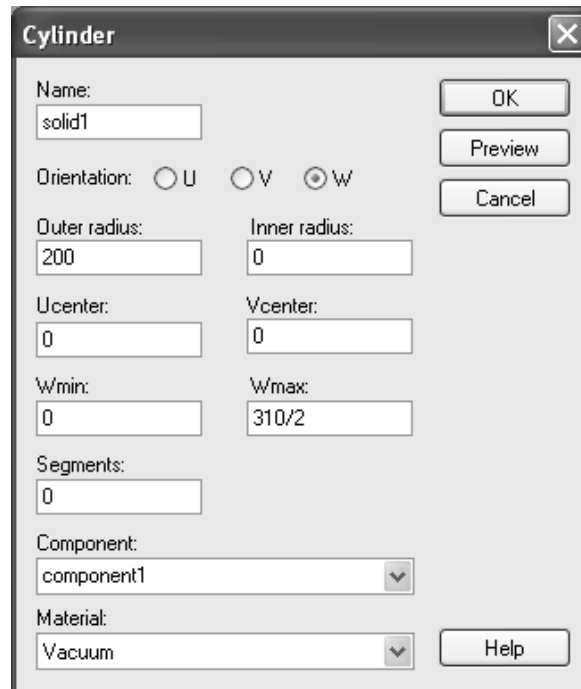 Cylinder
Name:
OK
solid1
Preview
Orientation: U V W
Cancel
Outer radius: Inner radius:
200 0
Ucenter: Vcenter:
0 0
Wmin: Wmax:
0 310/2
Segments:
0
Component:
component1
Material:
Vacuum
Help